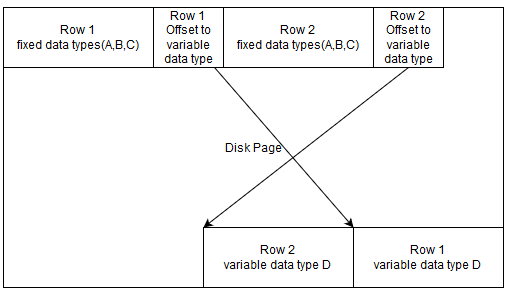 Row 1
fixed data types(A,B,C)
Row 1
Offset to
variable
data type
Row 2
fixed data types(A,B,C)
Row 2
Offset to
variable
data type
Disk Page
Row 2
variable data type D
Row 1
variable data type D